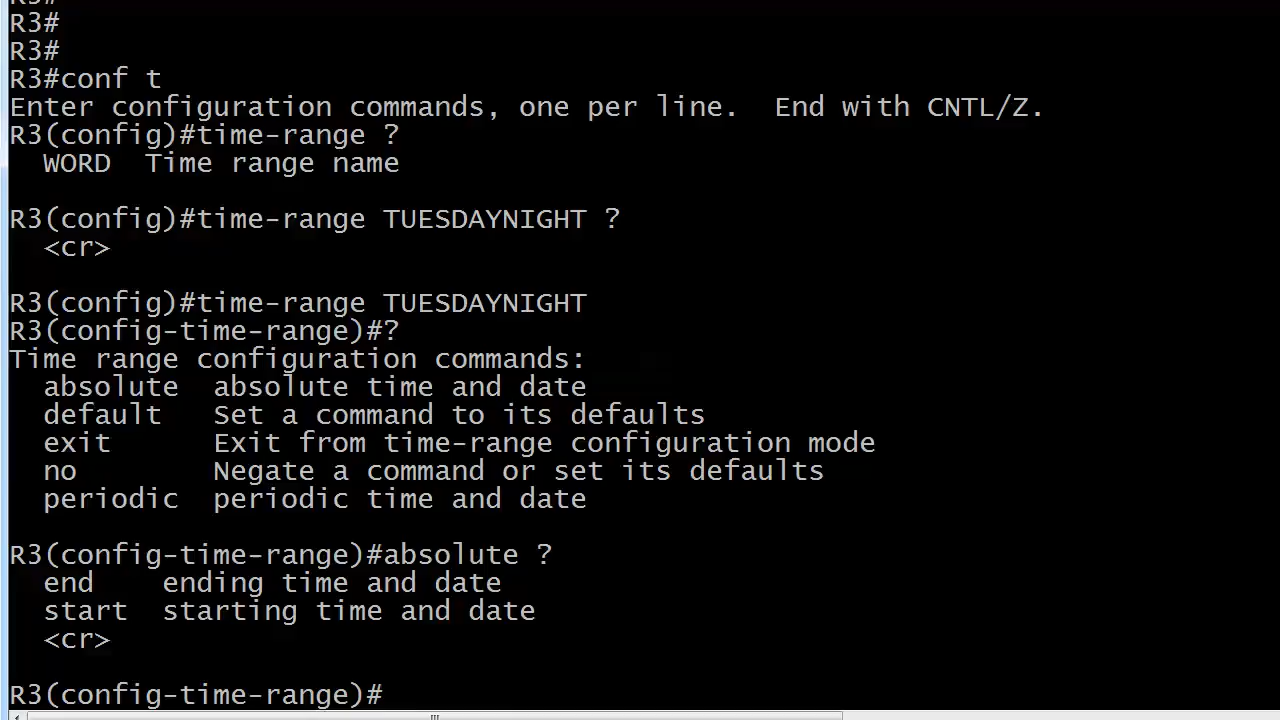 R3#
R3#
R3#
R3#conf t
Enter configuration commands, one per line.  End with CNTL/Z.
R3(config)#time-range ?
  WORD  Time range name
R3(config)#time-range TUESDAYNIGHT ?
  <cr>
R3(config)#time-range TUESDAYNIGHT
R3(config-time-range)#?
Time range configuration commands:
  absolute  absolute time and date
  default   Set a command to its defaults
  exit      Exit from time-range configuration mode
  no        Negate a command or set its defaults
  periodic  periodic time and date
R3(config-time-range)#absolute ?
  end    ending time and date
  start  starting time and date
  <cr>
R3(config-time-range)#